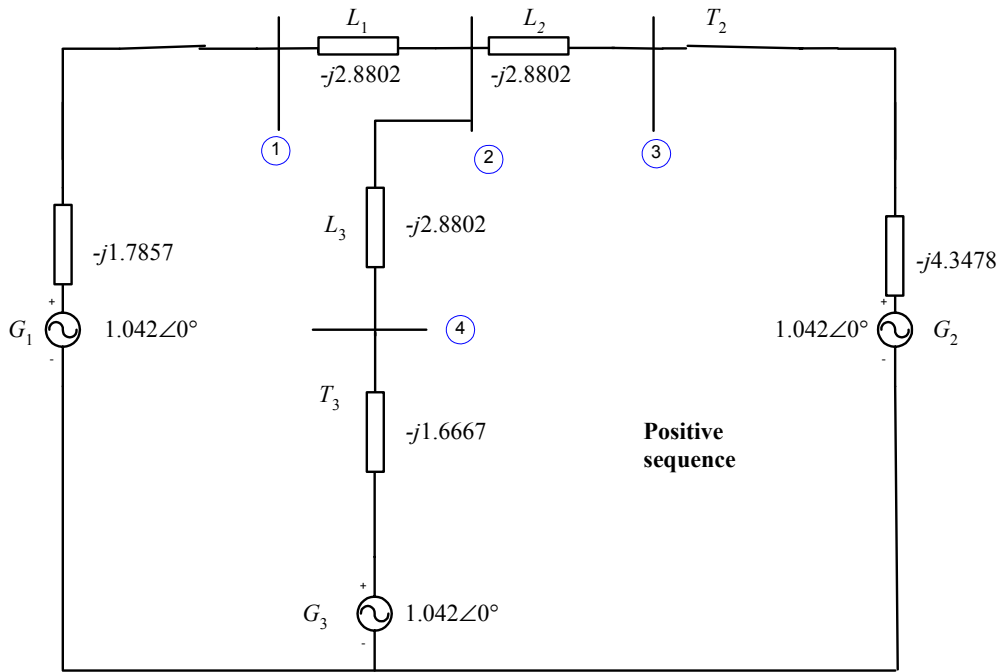 L1 L2 T2
-j2.8802 -j2.8802
1 2 3
L3 -j2.8802
-j1.7857 -j4.3478
+ +
G1 1.042∠0° 4 1.042∠0° G2
- -
T3
-j1.6667
Positive
sequence
+
G3 1.042∠0°
-